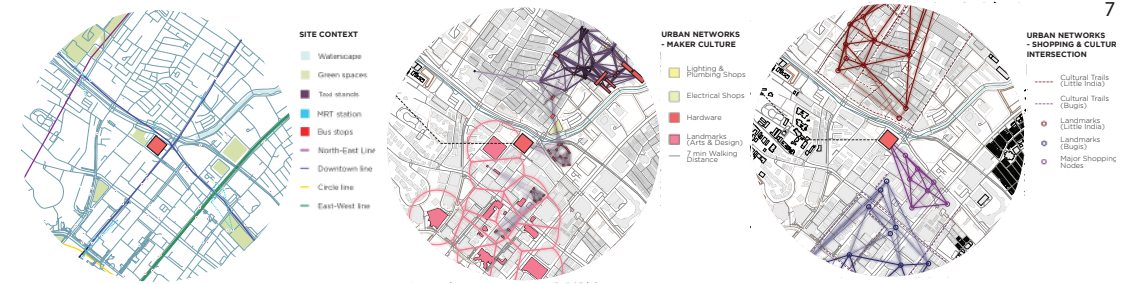 7
SITE CONTEXT
Waterscape
Green spaces
Taxi stands
MRT station
Bus stops
North-East Line
Downtown line
Circle line
East-West line
URBAN NETWORKS
- MAKER CULTURE
Lighting &
Plumbing Shops
Electrical Shops
Hardware
Landmarks
(Arts & Design)
7 min Walking
Distance
URBAN NETWORKS
- SHOPPING & CULTUR
INTERSECTION
Cultural Trails
(Little India)
Cultural Trails
(Bugis)
Landmarks
(Little India)
Landmarks
(Bugis)
Major Shopping
Nodes